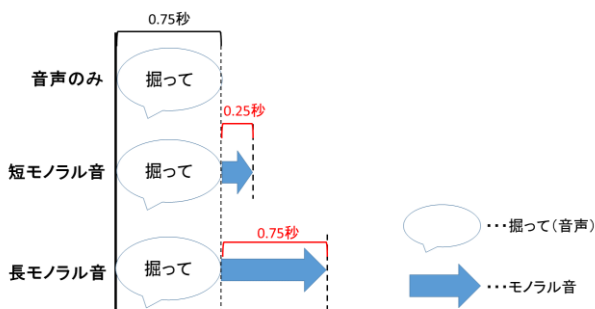 0.75秒
音声のみ
掘って
0.25秒
短モノラル音
掘って
0.75秒
長モノラル音
掘って
･･･掘って(音声)
･･･モノラル音